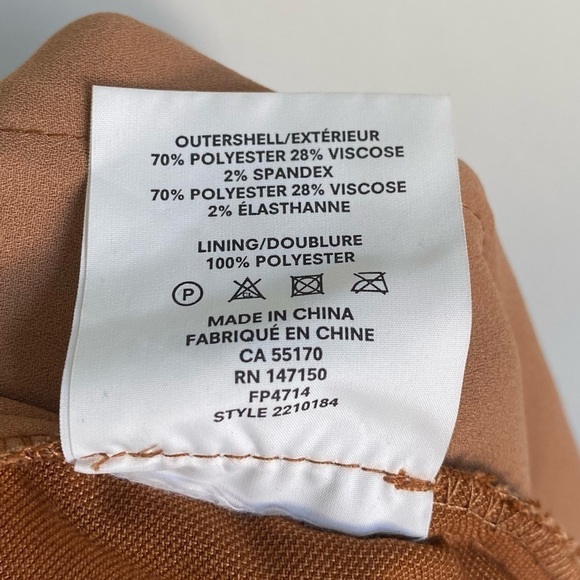 OUTERSHELL/EXTÉRIEUR
70% POLYESTER 28% VISCOSE
2% SPANDEX
70% POLYESTER 28% VISCOSE
2% ÉLASTHANNE
LINING/DOUBLURE
100% POLYESTER
P
MADE IN CHINA
FABRIQUÉ EN CHINE
CA 55170
RN 147150
FP4714
STYLE 2210184